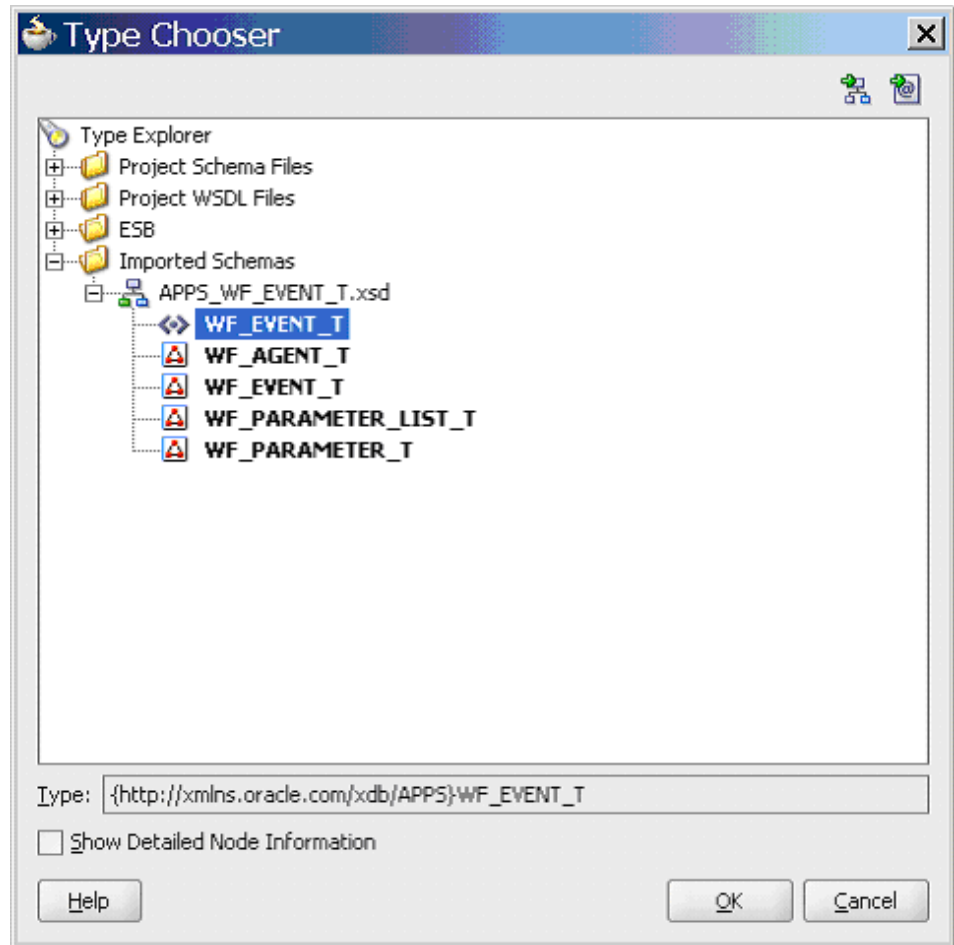 Type Chooser
Type Explorer
Project Schema Files
Project WSDL Files
ESB
Imported Schemas
APPS_WF_EVENT_T.xsd
WF_EVENT_T
WF_AGENT_T
WF_EVENT_T
WF_PARAMETER_LIST_T
WF_PARAMETER_T
Type: {http://xmlns.oracle.com/xdb/APPS}WF_EVENT_T
Show Detailed Node Information
Help OK Cancel